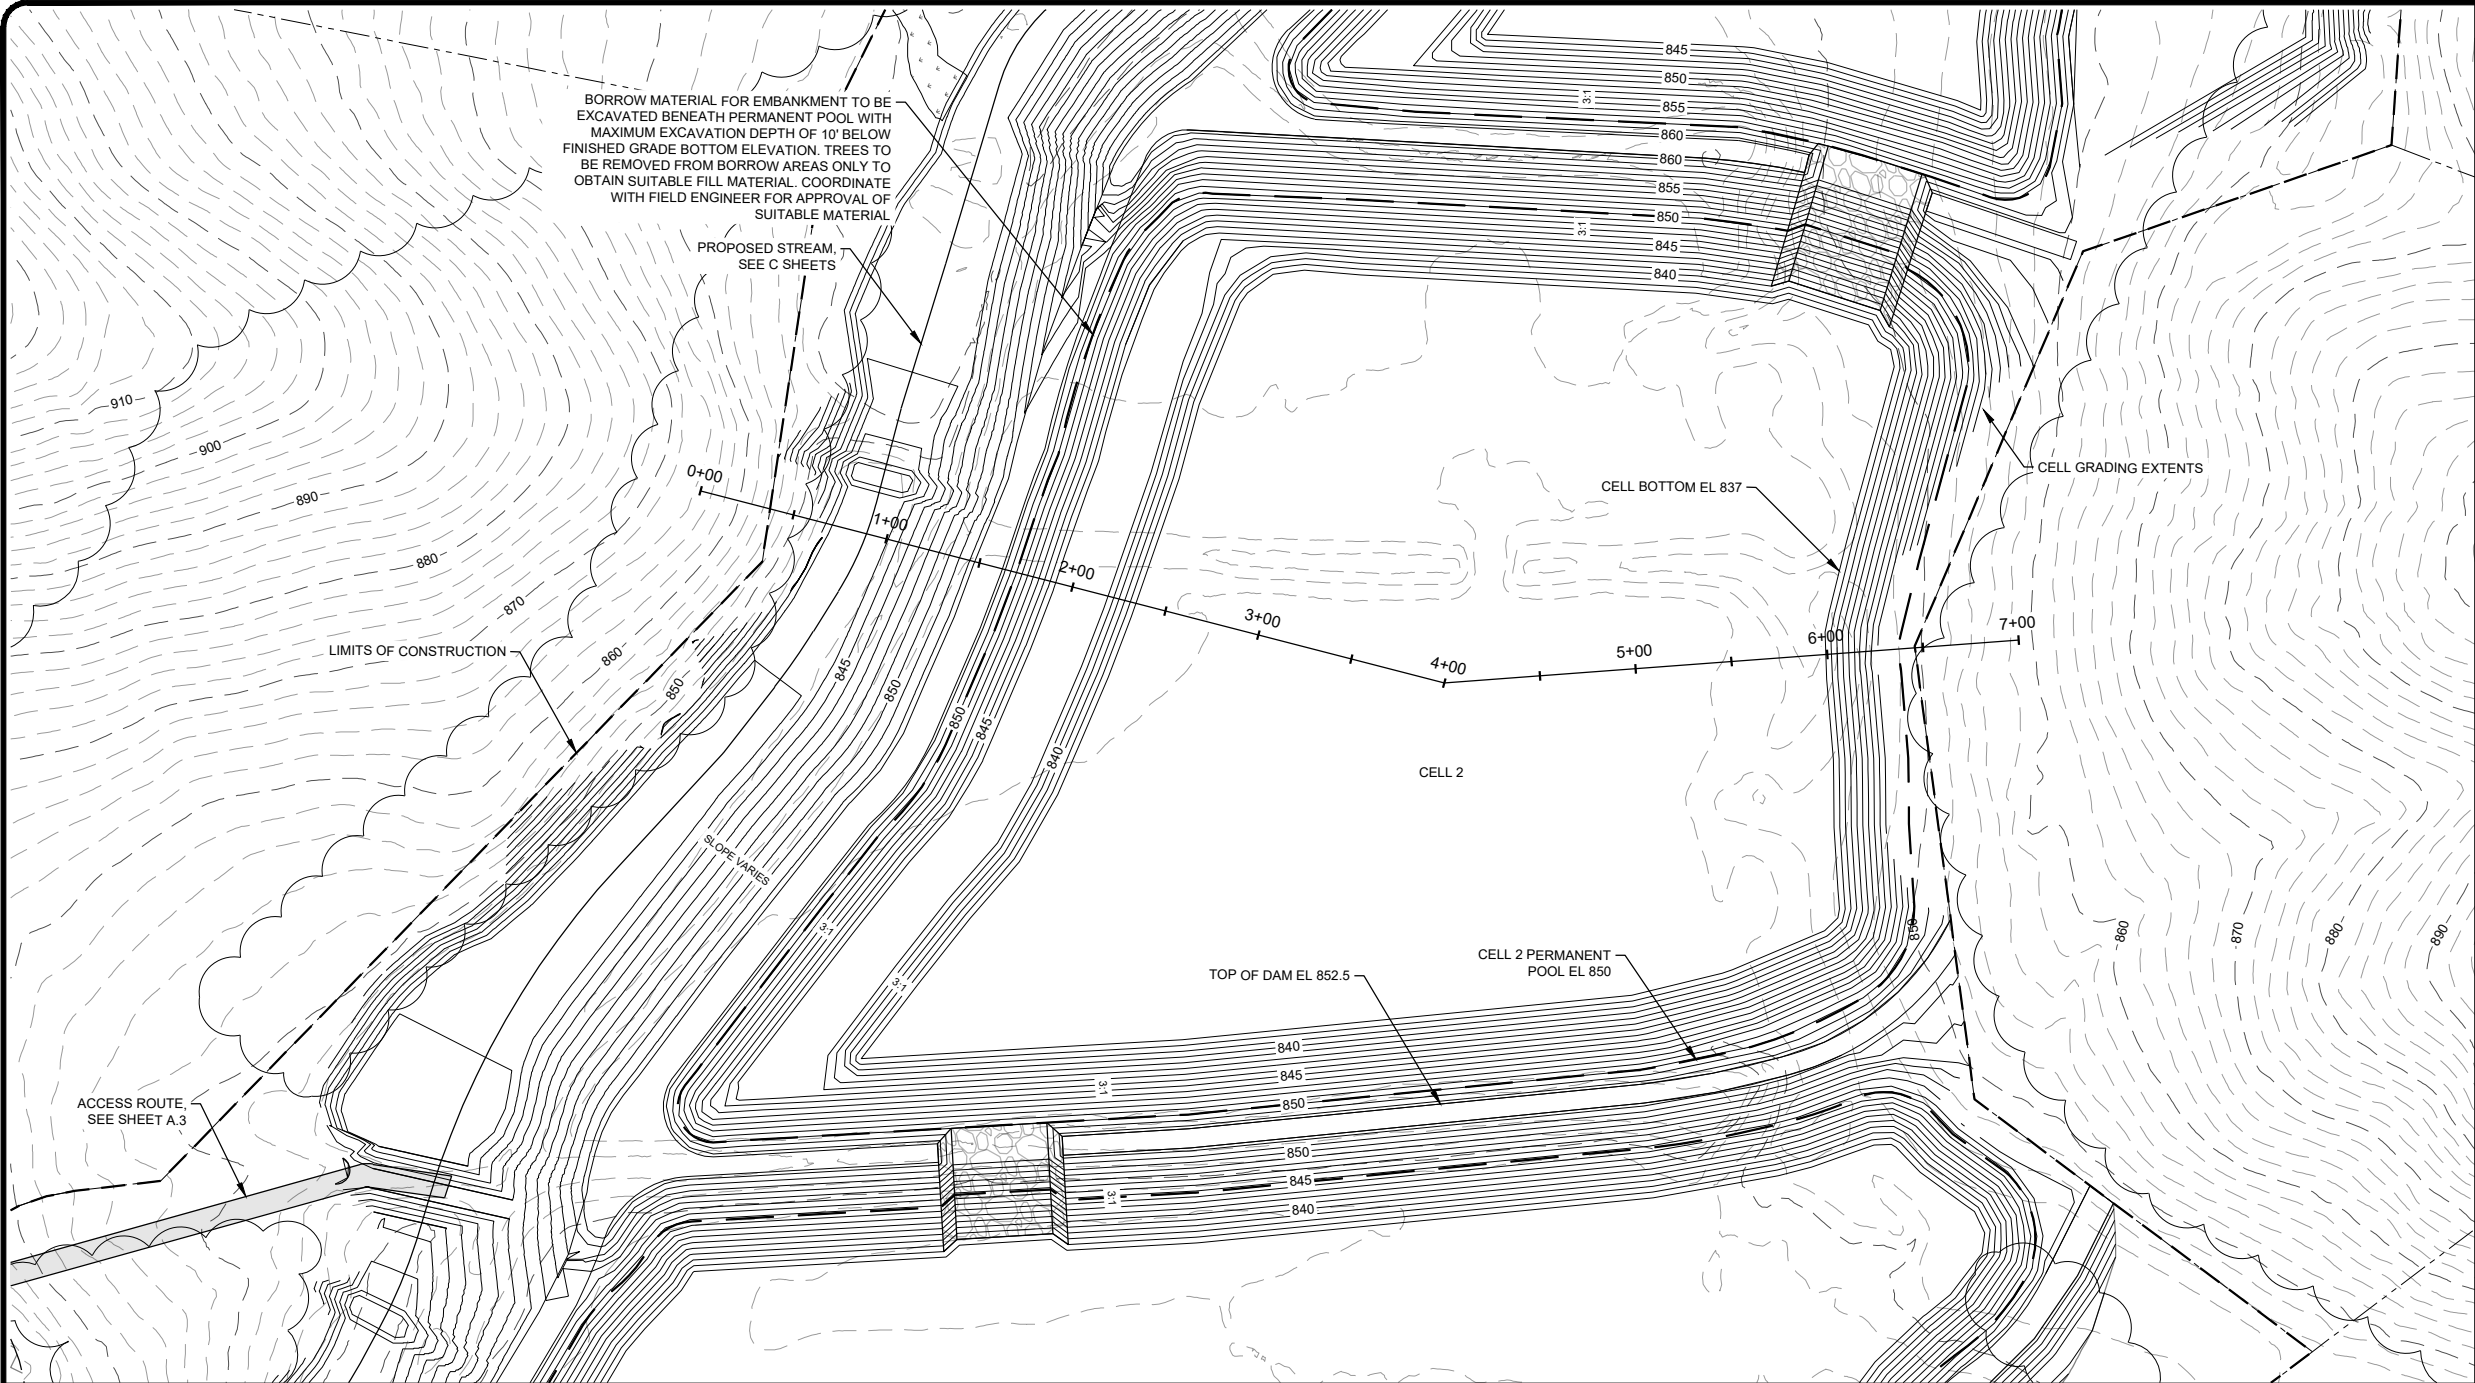 845
850
855
860
3:1
860
855
850
845
840
3:1
BORROW MATERIAL FOR EMBANKMENT TO BE
EXCAVATED BENEATH PERMANENT POOL WITH
MAXIMUM EXCAVATION DEPTH OF 10' BELOW
FINISHED GRADE BOTTOM ELEVATION. TREES TO
BE REMOVED FROM BORROW AREAS ONLY TO
OBTAIN SUITABLE FILL MATERIAL. COORDINATE
WITH FIELD ENGINEER FOR APPROVAL OF
SUITABLE MATERIAL
PROPOSED STREAM,
SEE C SHEETS
910
900
890
880
870
860
850
0+00
1+00
2+00
3+00
4+00
5+00
6+00
7+00
CELL GRADING EXTENTS
CELL BOTTOM EL 837
LIMITS OF CONSTRUCTION
845
850
850
845
840
CELL 2
SLOPE VARIES
3:1
3:1
CELL 2 PERMANENT
POOL EL 850
TOP OF DAM EL 852.5
850
860
870
880
890
840
845
850
3:1
850
845
840
3:1
ACCESS ROUTE,
SEE SHEET A.3